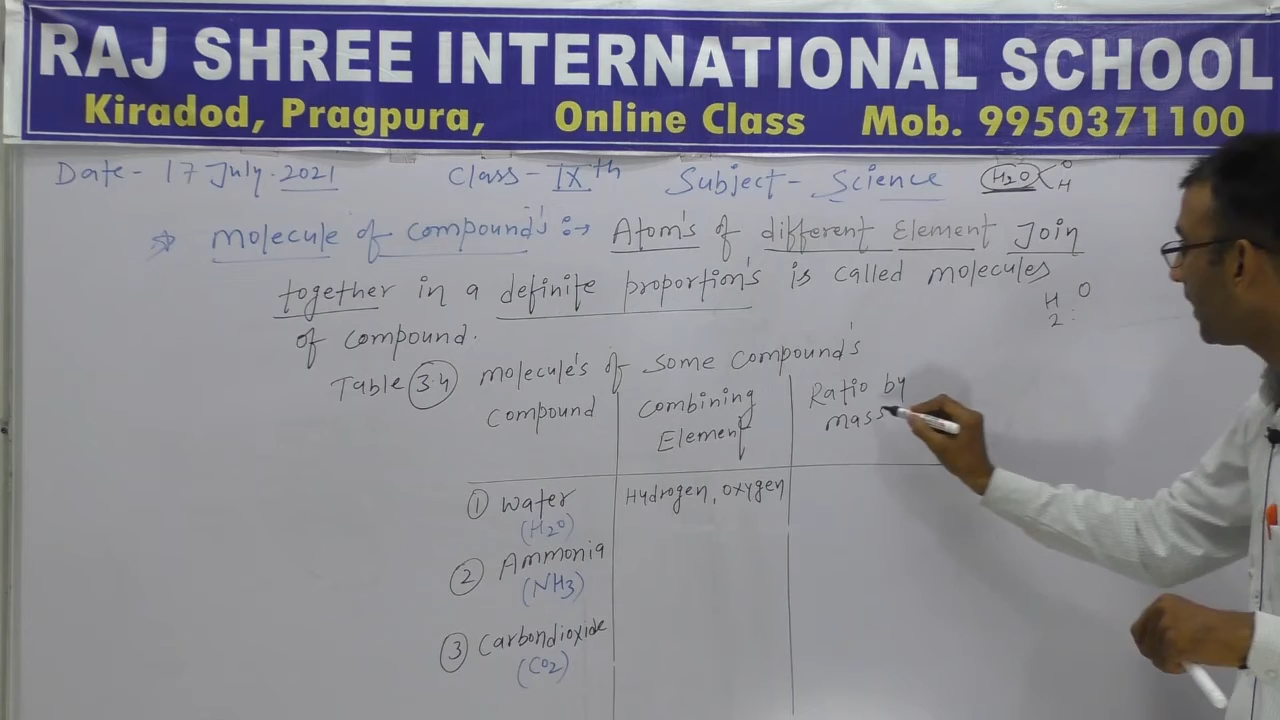 RAJ SHREE INTERNATIONAL SCHOOL
Kiradod, Pragpura, Online Class Mob. 9950371100
Date - 17 July. 2021 Class - IXth Subject - Science H2O O
H
Molecule of compound's :→ Atom's of different Element Join
together in a definite proportion's is called molecules
H O
2:
of compound.
Table 3.4 Molecule's of some compound's
Compound Combining Element Ratio by mass
① Water Hydrogen, Oxygen
(H2O)
② Ammonia
(NH3)
③ Carbondioxide
(CO2)